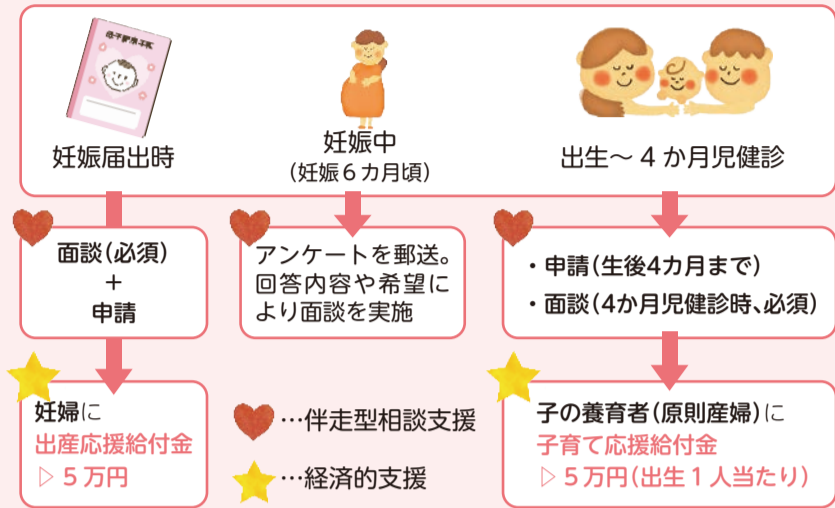 母子健康手帳
妊娠届出時
妊娠中
(妊娠6カ月頃)
出生～4か月児健診
面談(必須)
+
申請
アンケートを郵送。
回答内容や希望に
より面談を実施
・申請(生後4カ月まで)
・面談(4か月児健診時、必須)
妊婦に
出産応援給付金
▷5万円
…伴走型相談支援
…経済的支援
子の養育者(原則産婦)に
子育て応援給付金
▷5万円(出生1人当たり)